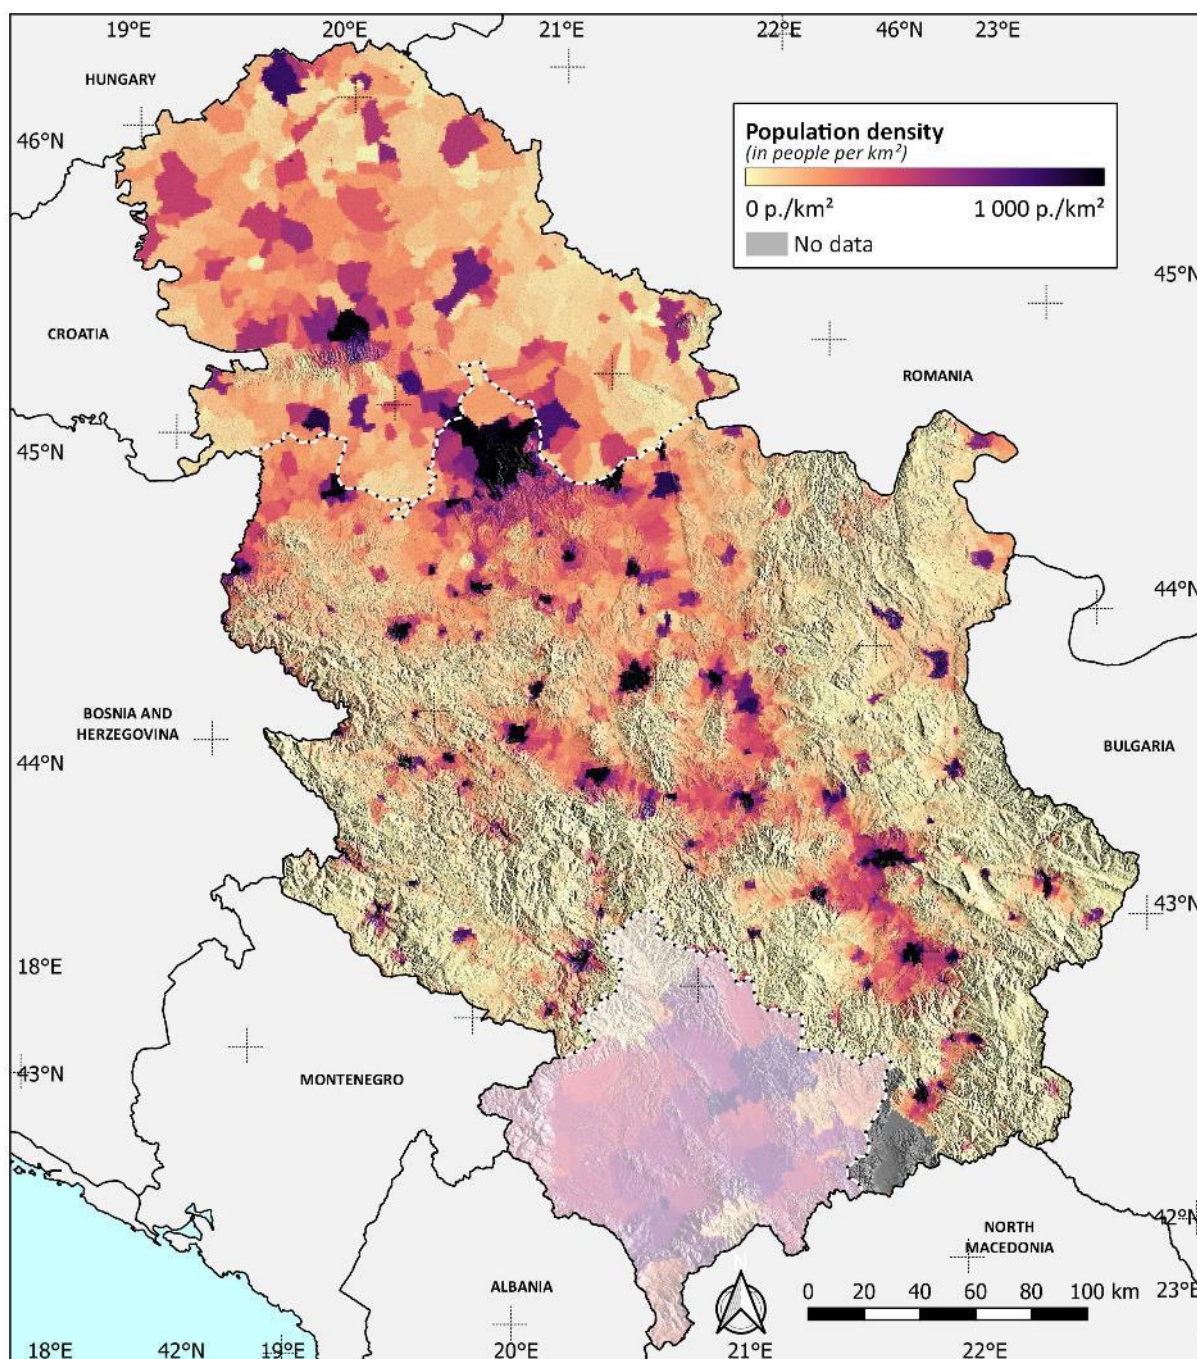 19°E 20°E 21°E 22°E 46°N 23°E
HUNGARY
46°N
Population density
(in people per km²)
0 p./km² 1 000 p./km²
No data
45°N
CROATIA
ROMANIA
45°N
44°N
BOSNIA AND
HERZEGOVINA
BULGARIA
44°N
43°N
18°E
43°N
MONTENEGRO
42°N
NORTH
MACEDONIA
N
ALBANIA
0 20 40 60 80 100 km
23°E
18°E 42°N 19°E 20°E 21°E 22°E